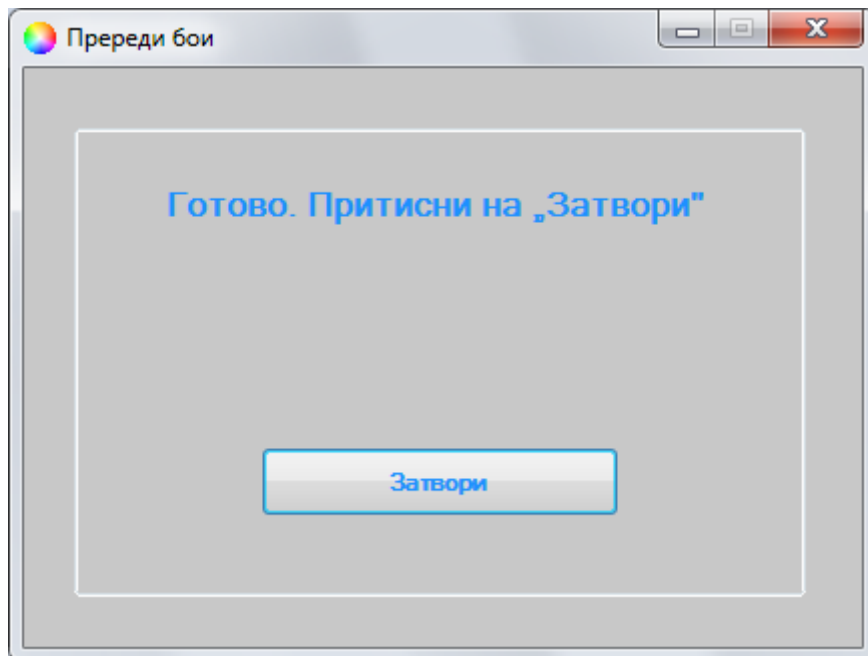 Пререди бои
Готово. Притисни на „Затвори"
Затвори